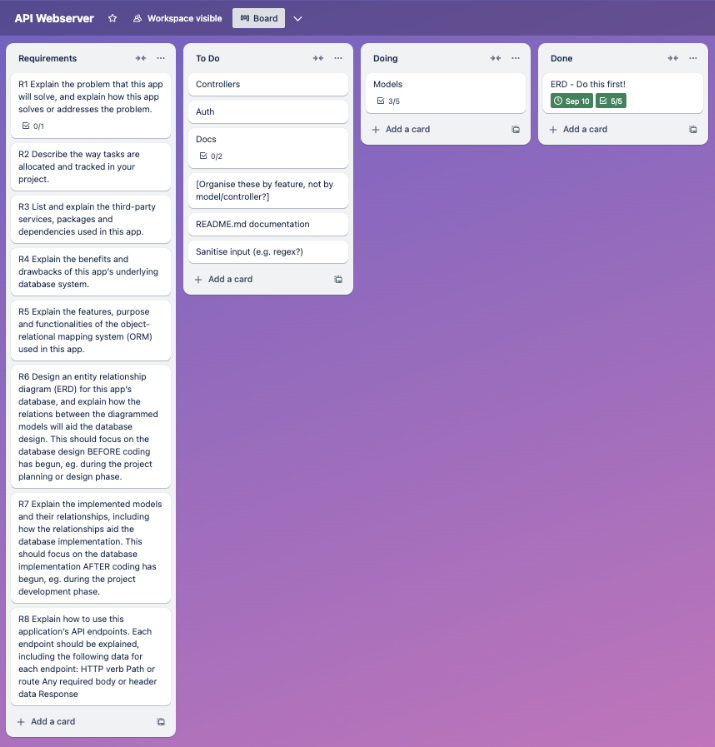 API Webserver
Workspace visible
Board
Requirements
R1 Explain the problem that this app
will solve, and explain how this app
solves or addresses the problem.
0/1
R2 Describe the way tasks are
allocated and tracked in your
project.
R3 List and explain the third-party
services, packages and
dependencies used in this app.
R4 Explain the benefits and
drawbacks of this app's underlying
database system.
R5 Explain the features, purpose
and functionalities of the object-
relational mapping system (ORM)
used in this app.
R6 Design an entity relationship
diagram (ERD) for this app's
database, and explain how the
relations between the diagrammed
models will aid the database
design. This should focus on the
database design BEFORE coding
has begun, eg. during the project
planning or design phase.
R7 Explain the implemented models
and their relationships, including
how the relationships aid the
database implementation. This
should focus on the database
implementation AFTER coding has
begun, eg. during the project
development phase.
R8 Explain how to use this
application's API endpoints. Each
endpoint should be explained,
including the following data for
each endpoint: HTTP verb Path or
route Any required body or header
data Response
+ Add a card
To Do
Controllers
Auth
Docs
0/2
[Organise these by feature, not by
model/controller?]
README.md documentation
Sanitise input (e.g. regex?)
+ Add a card
Doing
Models
3/5
+ Add a card
Done
ERD - Do this first!
Sep 10 5/5
+ Add a card